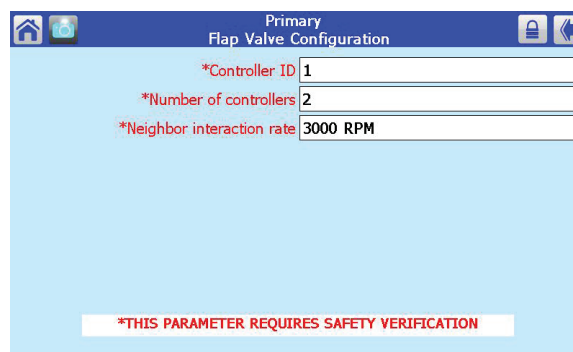 Primary
Flap Valve Configuration
*Controller ID 1
*Number of controllers 2
*Neighbor interaction rate 3000 RPM
*THIS PARAMETER REQUIRES SAFETY VERIFICATION